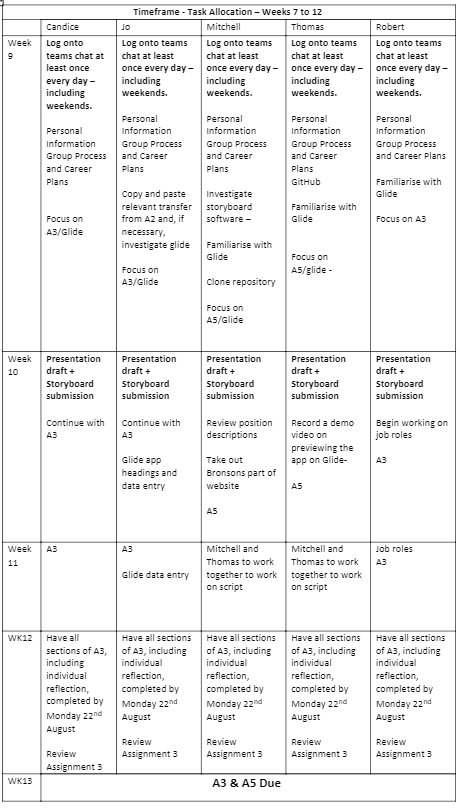 Timeframe - Task Allocation – Weeks 7 to 12
Candice
Jo
Mitchell
Thomas
Robert
Week
9
Log onto
teams chat at
least once
every day –
including
weekends.
Personal
Information
Group Process
and Career
Plans
Focus on
A3/Glide
Log onto teams
chat at least
once every day –
including
weekends.
Personal
Information
Group Process
and Career
Plans
Copy and paste
relevant transfer
from A2 and, if
necessary,
investigate glide
Focus on
A3/Glide
Log onto teams
chat at least
once every day –
including
weekends.
Personal
Information
Group Process
and Career
Plans
Investigate
storyboard
software –
Familiarise with
Glide
Clone repository
Focus on
A5/Glide
Log onto teams
chat at least
once every day –
including
weekends.
Personal
Information
Group Process
and Career
Plans
GitHub
Familiarise with
Glide
Focus on
A5/glide -
Log onto teams
chat at least
once every day –
including
weekends.
Personal
Information
Group Process
and Career Plans
Familiarise with
Glide
Focus on A3
Week
10
Presentation
draft +
Storyboard
submission
Continue with
A3
Presentation
draft +
Storyboard
submission
Continue with
A3
Glide app
headings and
data entry
Presentation
draft +
Storyboard
submission
Review position
descriptions
Take out
Bronsons part of
website
A5
Presentation
draft +
Storyboard
submission
Record a demo
video on
previewing the
app on Glide-
A5
Presentation
draft +
Storyboard
submission
Begin working on
job roles
A3
Week
11
A3
A3
Glide data entry
Mitchell and
Thomas to work
together to work
on script
Mitchell and
Thomas to work
together to work
on script
Job roles
A3
WK12
Have all
sections of A3,
including
individual
reflection,
completed by
Monday 22nd
August
Review
Assignment 3
Have all sections
of A3, including
individual
reflection,
completed by
Monday 22nd
August
Review
Assignment 3
Have all sections
of A3, including
individual
reflection,
completed by
Monday 22nd
August
Review
Assignment 3
Have all sections
of A3, including
individual
reflection,
completed by
Monday 22nd
August
Review
Assignment 3
Have all sections
of A3, including
individual
reflection,
completed by
Monday 22nd
August
Review
Assignment 3
WK13
A3 & A5 Due